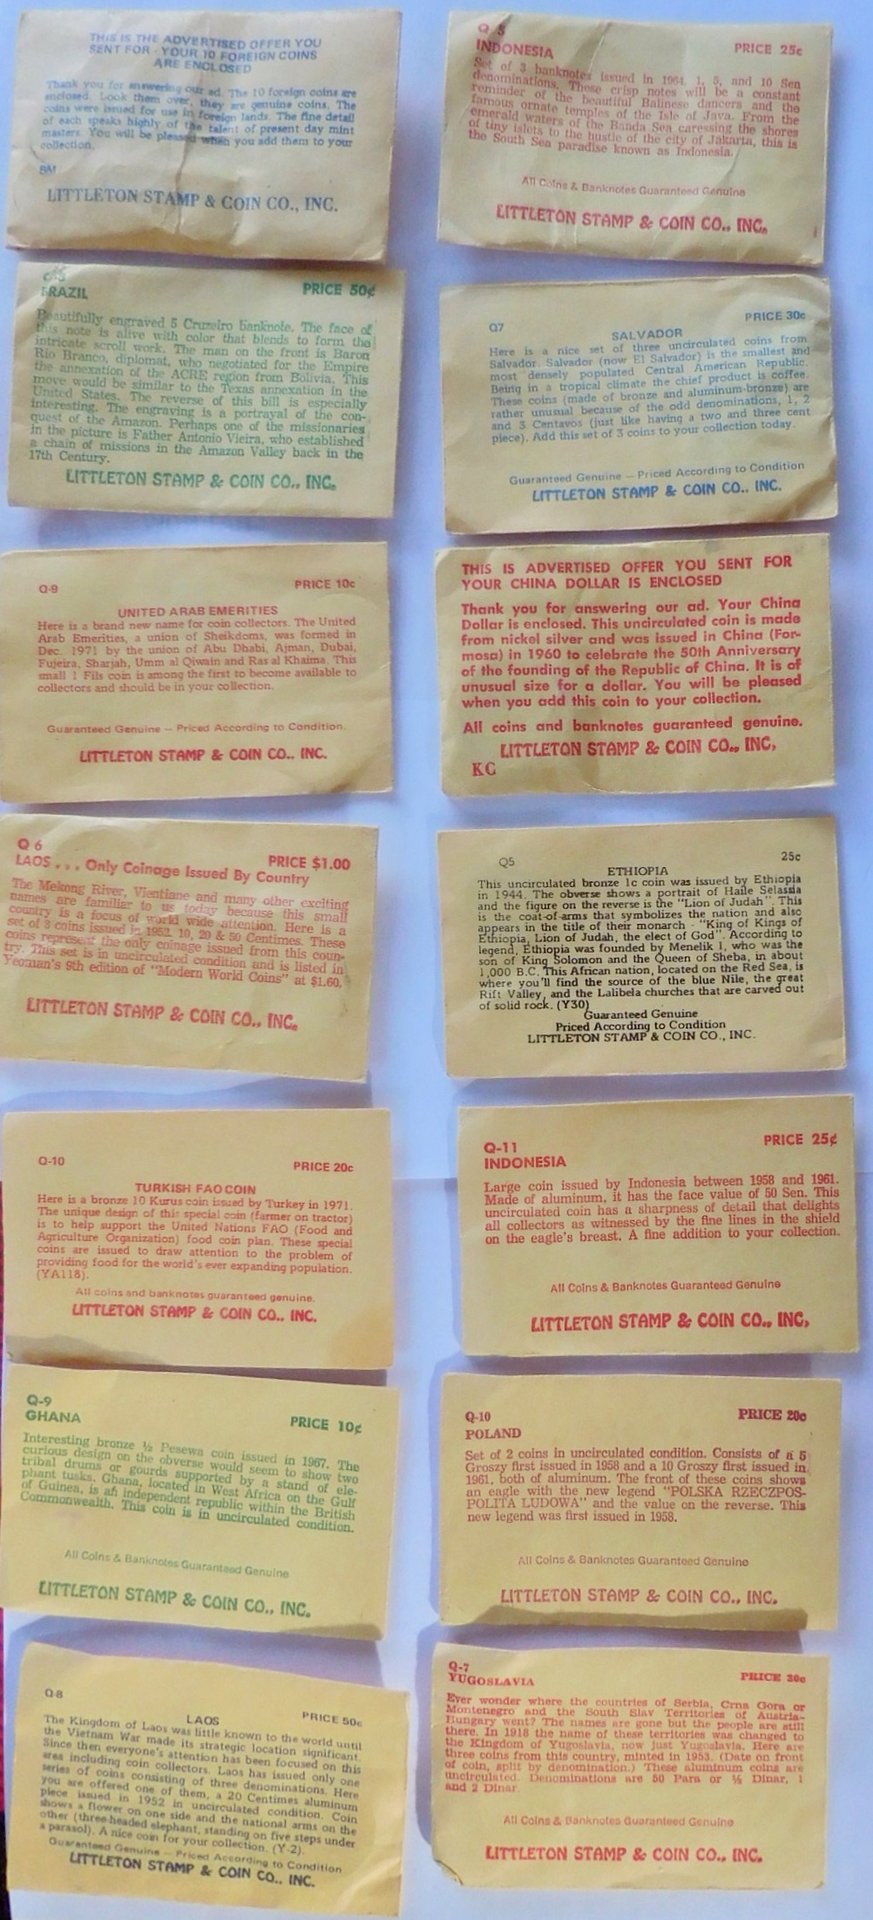 THIS IS THE ADVERTISED OFFER YOU
SENT FOR - YOUR 10 FOREIGN COINS
ARE ENCLOSED
Thank you for answering our ad. The 10 foreign coins are
enclosed. Look them over, they are genuine coins. The
coins were issued for use in foreign lands. The fine detail
of each speaks highly of the talent of present day mint
masters. You will be pleased when you add them to your
collection.
BM
LITTLETON STAMP & COIN CO., INC.
Q-5
INDONESIA PRICE 25c
Set of 3 banknotes issued in 1964, 1, 5, and 10 Sen
denominations. These crisp notes will be a constant
reminder of the beautiful Balinese dancers and the
famous ornate temples of the Isle of Java. From the
emerald waters of the Banda Sea caressing the shores
of tiny islets to the hustle of the city of Jakarta, this is
the South Sea paradise known as Indonesia.
All Coins & Banknotes Guaranteed Genuine
LITTLETON STAMP & COIN CO., INC.
BRAZIL PRICE 50¢
Beautifully engraved 5 Cruzeiro banknote. The face of
this note is alive with color that blends to form the
intricate scroll work. The man on the front is Baron
Rio Branco, diplomat, who negotiated for the Empire
the annexation of the ACRE region from Bolivia. This
move would be similar to the Texas annexation in the
United States. The reverse of this bill is especially
interesting. The engraving is a portrayal of the con-
quest of the Amazon. Perhaps one of the missionaries
in the picture is Father Antonio Vieira, who established
a chain of missions in the Amazon Valley back in the
17th Century.
LITTLETON STAMP & COIN CO., INC.
Q7 PRICE 30c
SALVADOR
Here is a nice set of three uncirculated coins from
Salvador. Salvador (now El Salvador) is the smallest and
most densely populated Central American Republic.
Being in a tropical climate the chief product is coffee.
These coins (made of bronze and aluminum-bronze) are
rather unusual because of the odd denominations, 1, 2
and 3 Centavos (just like having a two and three cent
piece). Add this set of 3 coins to your collection today.
Guaranteed Genuine — Priced According to Condition
LITTLETON STAMP & COIN CO., INC.
Q-9 PRICE 10c
UNITED ARAB EMERITIES
Here is a brand new name for coin collectors. The United
Arab Emerities, a union of Sheikdoms, was formed in
Dec. 1971 by the union of Abu Dhabi, Ajman, Dubai,
Fujeira, Sharjah, Umm al Qiwain and Ras al Khaima. This
small 1 Fils coin is among the first to become available to
collectors and should be in your collection.
Guaranteed Genuine — Priced According to Condition.
LITTLETON STAMP & COIN CO., INC.
THIS IS ADVERTISED OFFER YOU SENT FOR
YOUR CHINA DOLLAR IS ENCLOSED
Thank you for answering our ad. Your China
Dollar is enclosed. This uncirculated coin is made
from nickel silver and was issued in China (For-
mosa) in 1960 to celebrate the 50th Anniversary
of the founding of the Republic of China. It is of
unusual size for a dollar. You will be pleased
when you add this coin to your collection.
All coins and banknotes guaranteed genuine.
LITTLETON STAMP & COIN CO., INC.
KC
Q 6
LAOS . . . Only Coinage Issued By Country PRICE $1.00
The Mekong River, Vientiane and many other exciting
names are familiar to us today because this small
country is a focus of world wide attention. Here is a
set of 3 coins issued in 1952. 10, 20 & 50 Centimes. These
coins represent the only coinage issued from this coun-
try. This set is in uncirculated condition and is listed in
Yeoman's 9th edition of "Modern World Coins" at $1.60.
LITTLETON STAMP & COIN CO., INC.
Q5 25c
ETHIOPIA
This uncirculated bronze 1c coin was issued by Ethiopia
in 1944. The obverse shows a portrait of Haile Selassia
and the figure on the reverse is the "Lion of Judah". This
is the coat-of-arms that symbolizes the nation and also
appears in the title of their monarch - "King of Kings of
Ethiopia, Lion of Judah, the elect of God". According to
legend, Ethiopia was founded by Menelik I, who was the
son of King Solomon and the Queen of Sheba, in about
1,000 B.C. This African nation, located on the Red Sea, is
where you'll find the source of the blue Nile, the great
Rift Valley, and the Lalibela churches that are carved out
of solid rock. (Y30)
Guaranteed Genuine
Priced According to Condition
LITTLETON STAMP & COIN CO., INC.
Q-10 PRICE 20c
TURKISH FAO COIN
Here is a bronze 10 Kurus coin issued by Turkey in 1971.
The unique design of this special coin (farmer on tractor)
is to help support the United Nations FAO (Food and
Agriculture Organization) food coin plan. These special
coins are issued to draw attention to the problem of
providing food for the world's ever expanding population.
(YA118).
All coins and banknotes guaranteed genuine.
LITTLETON STAMP & COIN CO., INC.
Q-11 PRICE 25¢
INDONESIA
Large coin issued by Indonesia between 1958 and 1961.
Made of aluminum, it has the face value of 50 Sen. This
uncirculated coin has a sharpness of detail that delights
all collectors as witnessed by the fine lines in the shield
on the eagle's breast. A fine addition to your collection.
All Coins & Banknotes Guaranteed Genuine
LITTLETON STAMP & COIN CO., INC.
Q-9
GHANA PRICE 10¢
Interesting bronze ½ Pesewa coin issued in 1967. The
curious design on the obverse would seem to show two
tribal drums or gourds supported by a stand of ele-
phant tusks. Ghana, located in West Africa on the Gulf
of Guinea, is an independent republic within the British
Commonwealth. This coin is in uncirculated condition.
All Coins & Banknotes Guaranteed Genuine
LITTLETON STAMP & COIN CO., INC.
Q-10 PRICE 20c
POLAND
Set of 2 coins in uncirculated condition. Consists of a 5
Groszy first issued in 1958 and a 10 Groszy first issued in
1961, both of aluminum. The front of these coins shows
an eagle with the new legend "POLSKA RZECZPOS-
POLITA LUDOWA" and the value on the reverse. This
new legend was first issued in 1958.
All Coins & Banknotes Guaranteed Genuine
LITTLETON STAMP & COIN CO., INC.
Q-8 PRICE 50c
LAOS
The Kingdom of Laos was little known to the world until
the Vietnam War made its strategic location significant.
Since then everyone's attention has been focused on this
area including coin collectors. Laos has issued only one
series of coins consisting of three denominations. Here
you are offered one of them, a 20 Centimes aluminum
piece issued in 1952 in uncirculated condition. Coin
shows a flower on one side and the national arms on the
other (three-headed elephant, standing on five steps under
a parasol). A nice coin for your collection. (Y-2).
Guaranteed Genuine — Priced According to Condition
LITTLETON STAMP & COIN CO., INC.
Q-7
YUGOSLAVIA PRICE 30c
Ever wonder where the countries of Serbia, Crna Gora or
Montenegro and the South Slav Territories of Austria-
Hungary went? The names are gone but the people are still
there. In 1918 the name of these territories was changed to
the Kingdom of Yugoslavia, now just Yugoslavia. Here are
three coins from this country, minted in 1953. (Date on front
of coin, split by denomination.) These aluminum coins are
uncirculated. Denominations are 50 Para or ½ Dinar, 1
and 2 Dinar.
All Coins & Banknotes Guaranteed Genuine
LITTLETON STAMP & COIN CO., INC.